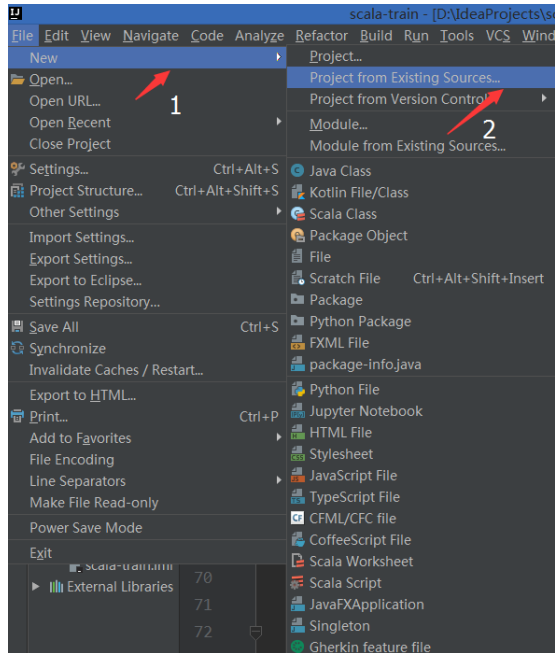 scala-train - [D:\IdeaProjects\sc
File Edit View Navigate Code Analyze Refactor Build Run Tools VCS Wind
New
Open...
Open URL...
Open Recent
Close Project
Settings... Ctrl+Alt+S
Project Structure... Ctrl+Alt+Shift+S
Other Settings
Import Settings...
Export Settings...
Export to Eclipse...
Settings Repository...
Save All Ctrl+S
Synchronize
Invalidate Caches / Restart...
Export to HTML...
Print... Ctrl+P
Add to Favorites
File Encoding
Line Separators
Make File Read-only
Power Save Mode
Exit
scala-train.iml
External Libraries
70
71
72
1
Project...
Project from Existing Sources...
Project from Version Control
2
Module...
Module from Existing Sources...
Java Class
Kotlin File/Class
Scala Class
Package Object
File
Scratch File Ctrl+Alt+Shift+Insert
Package
Python Package
FXML File
package-info.java
Python File
Jupyter Notebook
HTML File
Stylesheet
JavaScript File
TypeScript File
CFML/CFC file
CoffeeScript File
Scala Worksheet
Scala Script
JavaFXApplication
Singleton
Gherkin feature file